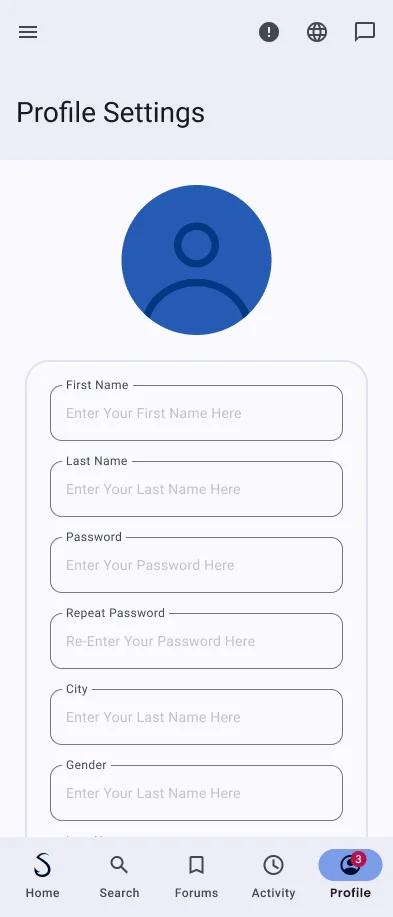 Profile Settings
First Name
Enter Your First Name Here
Last Name
Enter Your Last Name Here
Password
Enter Your Password Here
Repeat Password
Re-Enter Your Password Here
City
Enter Your Last Name Here
Gender
Enter Your Last Name Here
3
Home
Search
Forums
Activity
Profile